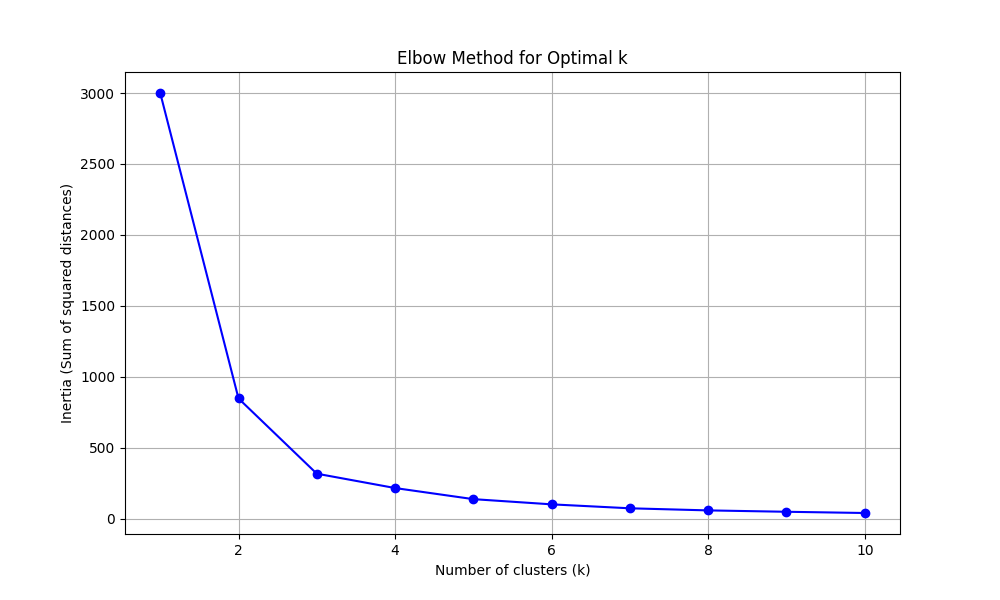 Elbow Method for Optimal k
Inertia (Sum of squared distances)
3000
2500
2000
1500
1000
500
0
2 4 6 8 10
Number of clusters (k)